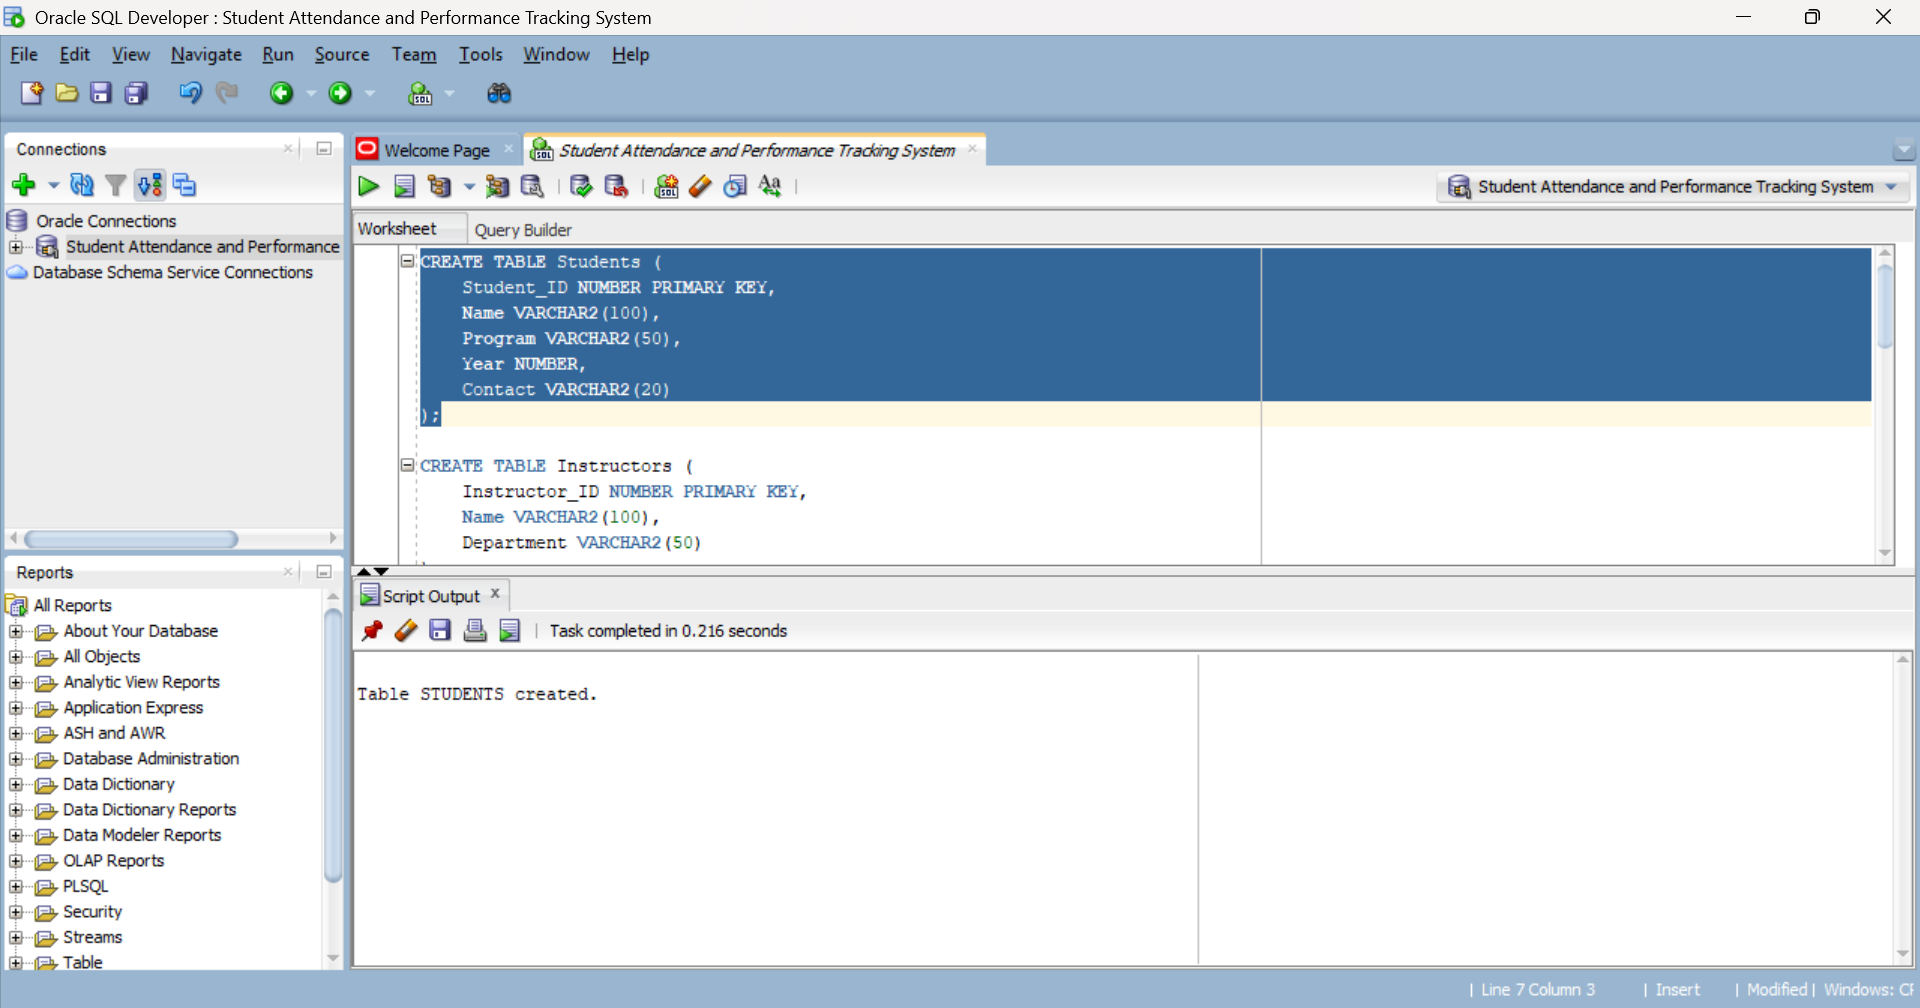 Oracle SQL Developer : Student Attendance and Performance Tracking System
File Edit View Navigate Run Source Team Tools Window Help
Connections
Oracle Connections
Student Attendance and Performance
Database Schema Service Connections
Reports
All Reports
About Your Database
All Objects
Analytic View Reports
Application Express
ASH and AWR
Database Administration
Data Dictionary
Data Dictionary Reports
Data Modeler Reports
OLAP Reports
PLSQL
Security
Streams
Table
Welcome Page
Student Attendance and Performance Tracking System
Student Attendance and Performance Tracking System
Worksheet Query Builder
CREATE TABLE Students (
Student_ID NUMBER PRIMARY KEY,
Name VARCHAR2(100),
Program VARCHAR2(50),
Year NUMBER,
Contact VARCHAR2(20)
);
CREATE TABLE Instructors (
Instructor_ID NUMBER PRIMARY KEY,
Name VARCHAR2(100),
Department VARCHAR2(50)
Script Output
Task completed in 0.216 seconds
Table STUDENTS created.
| Line 7 Column 3 | Insert | Modified | Windows: CF